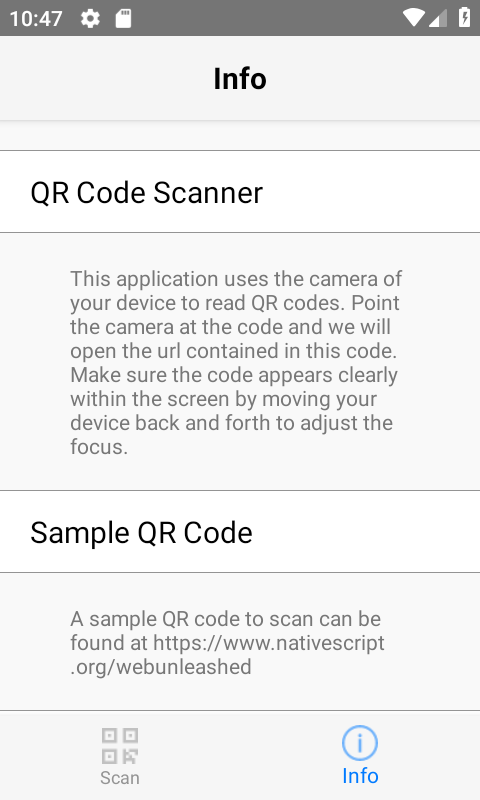 10:47
Info
QR Code Scanner
This application uses the camera of
your device to read QR codes. Point
the camera at the code and we will
open the url contained in this code.
Make sure the code appears clearly
within the screen by moving your
device back and forth to adjust the
focus.
Sample QR Code
A sample QR code to scan can be
found at https://www.nativescript
.org/webunleashed
Scan
Info